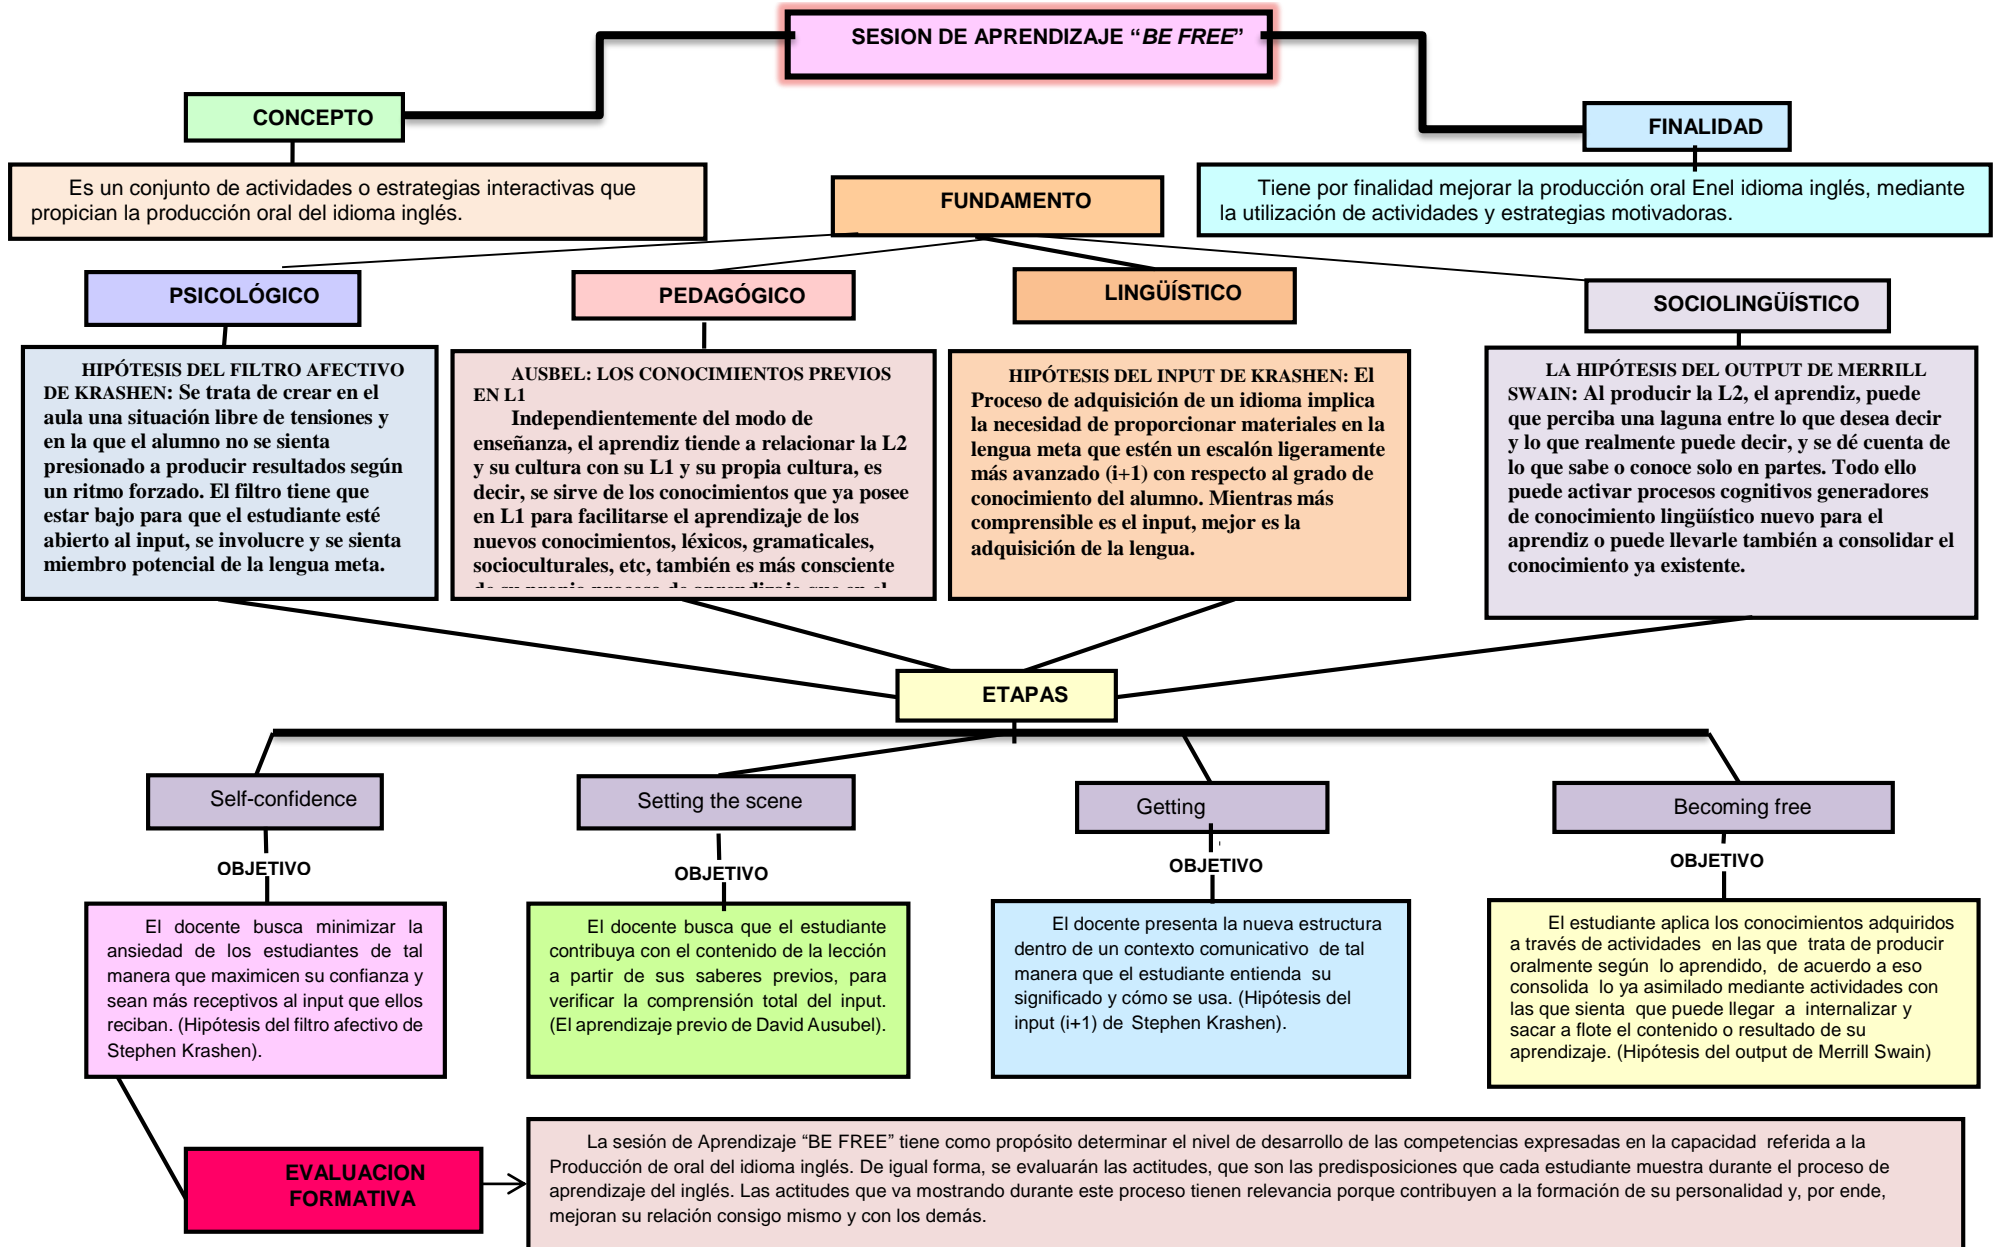 SESION DE APRENDIZAJE “BE FREE”
CONCEPTO
FINALIDAD
Es un conjunto de actividades o estrategias interactivas que
propician la producción oral del idioma inglés.
FUNDAMENTO
Tiene por finalidad mejorar la producción oral Enel idioma inglés, mediante
la utilización de actividades y estrategias motivadoras.
PSICOLÓGICO
PEDAGÓGICO
LINGÜÍSTICO
SOCIOLINGÜÍSTICO
HIPÓTESIS DEL FILTRO AFECTIVO
DE KRASHEN: Se trata de crear en el
aula una situación libre de tensiones y
en la que el alumno no se sienta
presionado a producir resultados según
un ritmo forzado. El filtro tiene que
estar bajo para que el estudiante esté
abierto al input, se involucre y se sienta
miembro potencial de la lengua meta.
AUSBEL: LOS CONOCIMIENTOS PREVIOS
EN L1
Independientemente del modo de
enseñanza, el aprendiz tiende a relacionar la L2
y su cultura con su L1 y su propia cultura, es
decir, se sirve de los conocimientos que ya posee
en L1 para facilitarse el aprendizaje de los
nuevos conocimientos, léxicos, gramaticales,
socioculturales, etc, también es más consciente
de su propio proceso de aprendizaje que en el
HIPÓTESIS DEL INPUT DE KRASHEN: El
Proceso de adquisición de un idioma implica
la necesidad de proporcionar materiales en la
lengua meta que estén un escalón ligeramente
más avanzado (i+1) con respecto al grado de
conocimiento del alumno. Mientras más
comprensible es el input, mejor es la
adquisición de la lengua.
LA HIPÓTESIS DEL OUTPUT DE MERRILL
SWAIN: Al producir la L2, el aprendiz, puede
que perciba una laguna entre lo que desea decir
y lo que realmente puede decir, y se dé cuenta de
lo que sabe o conoce solo en partes. Todo ello
puede activar procesos cognitivos generadores
de conocimiento lingüístico nuevo para el
aprendiz o puede llevarle también a consolidar el
conocimiento ya existente.
ETAPAS
Self-confidence
Setting the scene
Getting
Becoming free
OBJETIVO
OBJETIVO
OBJETIVO
OBJETIVO
El docente busca minimizar la
ansiedad de los estudiantes de tal
manera que maximicen su confianza y
sean más receptivos al input que ellos
reciban. (Hipótesis del filtro afectivo de
Stephen Krashen).
El docente busca que el estudiante
contribuya con el contenido de la lección
a partir de sus saberes previos, para
verificar la comprensión total del input.
(El aprendizaje previo de David Ausubel).
El docente presenta la nueva estructura
dentro de un contexto comunicativo de tal
manera que el estudiante entienda su
significado y cómo se usa. (Hipótesis del
input (i+1) de Stephen Krashen).
El estudiante aplica los conocimientos adquiridos
a través de actividades en las que trata de producir
oralmente según lo aprendido, de acuerdo a eso
consolida lo ya asimilado mediante actividades con
las que sienta que puede llegar a internalizar y
sacar a flote el contenido o resultado de su
aprendizaje. (Hipótesis del output de Merrill Swain)
EVALUACION
FORMATIVA
La sesión de Aprendizaje “BE FREE” tiene como propósito determinar el nivel de desarrollo de las competencias expresadas en la capacidad referida a la
Producción de oral del idioma inglés. De igual forma, se evaluarán las actitudes, que son las predisposiciones que cada estudiante muestra durante el proceso de
aprendizaje del inglés. Las actitudes que va mostrando durante este proceso tienen relevancia porque contribuyen a la formación de su personalidad y, por ende,
mejoran su relación consigo mismo y con los demás.